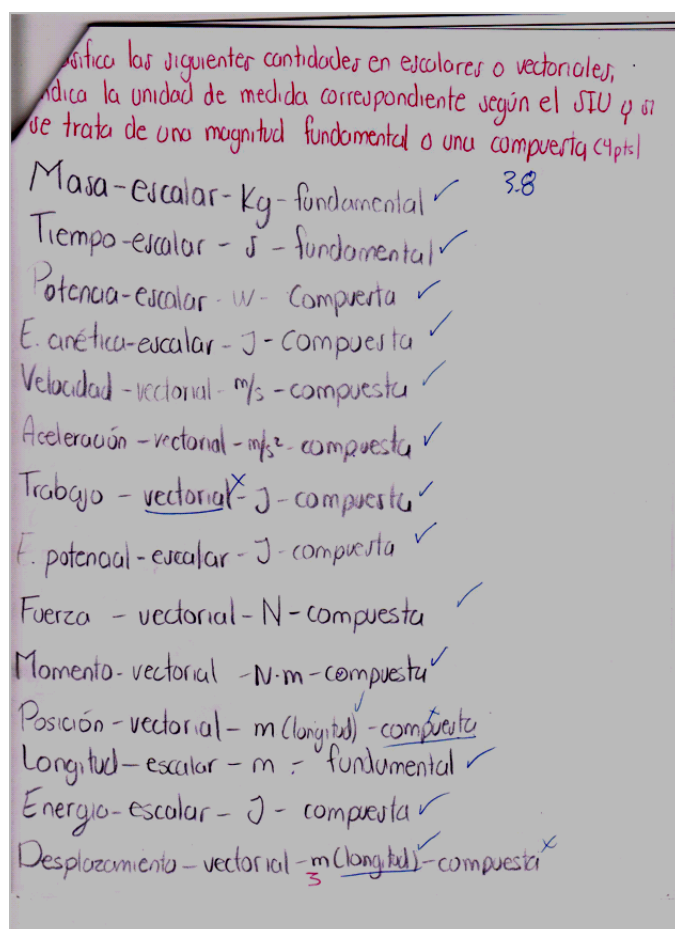 sifica las siguientes cantidades en escalares o vectoriales,
ndica la unidad de medida correspondiente según el SIU y si
se trata de una magnitud fundamental o una compuesta (4pts)
Masa - escalar - Kg - fundamental ✓ 3.8
Tiempo - escalar - s - fundamental ✓
Potencia - escalar - W - Compuesta ✓
E. cinética - escalar - J - compuesta ✓
Velocidad - vectorial - m/s - compuesta ✓
Aceleración - vectorial - m/s² - compuesta ✓
Trabajo - vectorial x - J - compuesta ✓
E. potencial - escalar - J - compuesta ✓
Fuerza - vectorial - N - compuesta ✓
Momento - vectorial - N·m - compuesta ✓
Posición - vectorial - m (longitud) ✓ - compuesta x
Longitud - escalar - m - fundamental ✓
Energía - escalar - J - compuesta ✓
Desplazamiento - vectorial - m (longitud) ✓ - compuesta x
3